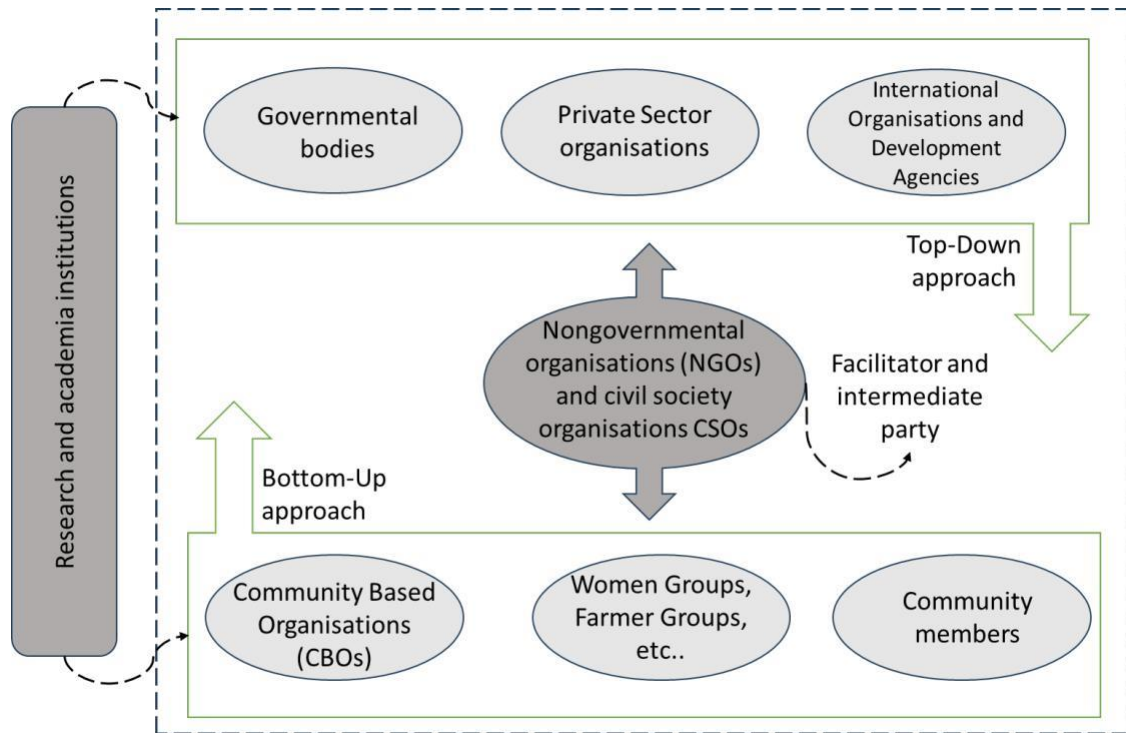 Research and academia institutions
Governmental
bodies
Private Sector
organisations
International
Organisations and
Development
Agencies
Top-Down
approach
Nongovernmental
organisations (NGOs)
and civil society
organisations CSOs
Facilitator and
intermediate
party
Bottom-Up
approach
Community Based
Organisations
(CBOs)
Women Groups,
Farmer Groups,
etc..
Community
members